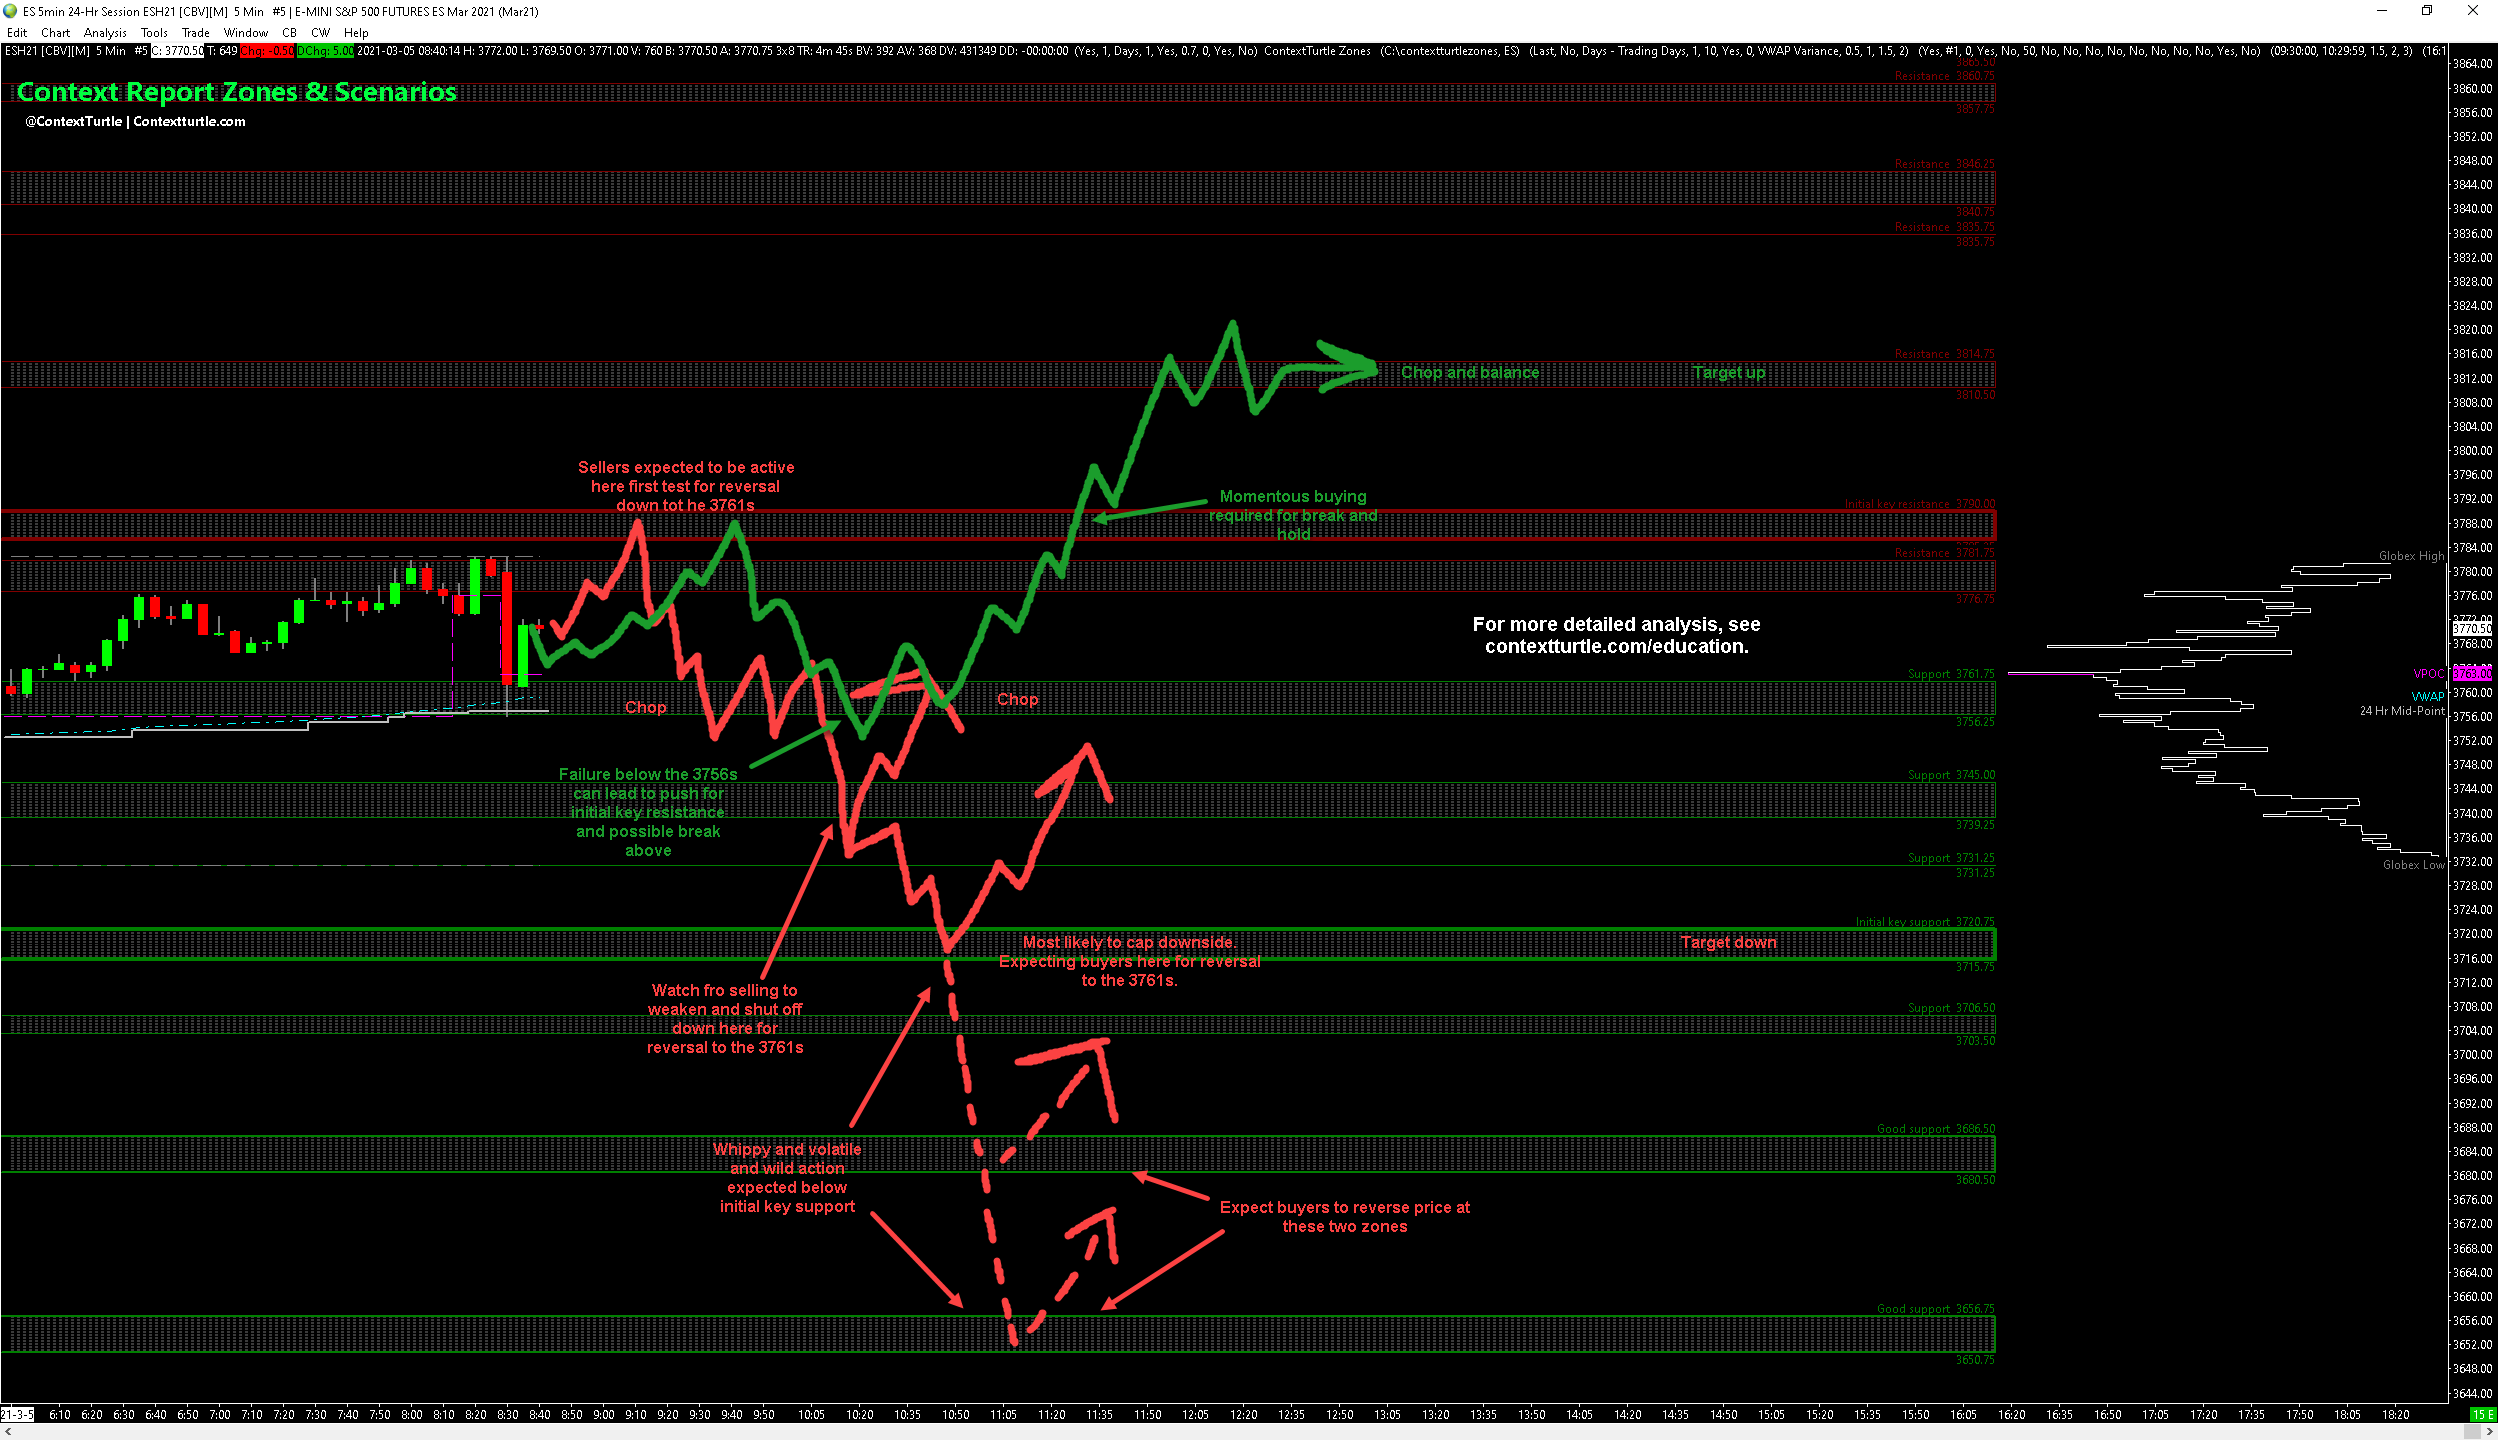 ES 5min 24-Hr Session ESH21 [CBV][M] 5 Min #5 | E-MINI S&P 500 FUTURES ES Mar 2021 (Mar21)
Edit Chart Analysis Tools Trade Window CB CW Help
ESH21 [CBV][M] 5 Min #5 C: 3770.50 T: 649 Chg: -0.50 DChg: 5.00 2021-03-05 08:40:14 H: 3772.00 L: 3769.50 O: 3771.00 V: 760 B: 3770.50 A: 3770.75 3x8 TR: 4m 45s BV: 392 AV: 368 DV: 431349 DD: -00:00:00 (Yes, 1, Days, 1, Yes, 0.7, 0, Yes, No) ContextTurtle Zones (C:\contextturtlezones, ES) (Last, No, Days - Trading Days, 1, 10, Yes, 0, VWAP Variance, 0.5, 1, 1.5, 2) (Yes, #1, 0, Yes, No, 50, No, No, No, No, No, No, No, No, Yes, No) (09:30:00, 10:29:59, 1.5, 2, 3) (16:1
Context Report Zones & Scenarios
@ContextTurtle | Contextturtle.com
3865.50
Resistance 3860.75
3857.75
Resistance 3846.25
3840.75
Resistance 3835.75
3835.75
Resistance 3814.75
Chop and balance
Target up
3810.50
Sellers expected to be active
here first test for reversal
down tot he 3761s
Momentous buying
required for break and
hold
Initial key resistance 3790.00
Resistance 3781.75
3776.75
Globex High
For more detailed analysis, see
contextturtle.com/education.
Support 3761.75
3756.25
VPOC
VWAP
24 Hr Mid-Point
Chop
Chop
Failure below the 3756s
can lead to push for
initial key resistance
and possible break
above
Support 3745.00
3739.25
Support 3731.25
3731.25
Globex Low
Initial key support 3720.75
Most likely to cap downside.
Expecting buyers here for reversal
to the 3761s.
Target down
3715.75
Watch fro selling to
weaken and shut off
down here for
reversal to the 3761s
Support 3706.50
3703.50
Good support 3686.50
3680.50
Whippy and volatile
and wild action
expected below
initial key support
Expect buyers to reverse price at
these two zones
Good support 3656.75
3650.75
3864.00
3860.00
3856.00
3852.00
3848.00
3844.00
3840.00
3836.00
3832.00
3828.00
3824.00
3820.00
3816.00
3812.00
3808.00
3804.00
3800.00
3796.00
3792.00
3788.00
3784.00
3780.00
3776.00
3772.00
3770.50
3768.00
3763.00
3760.00
3756.00
3752.00
3748.00
3744.00
3740.00
3736.00
3732.00
3728.00
3724.00
3720.00
3716.00
3712.00
3708.00
3704.00
3700.00
3696.00
3692.00
3688.00
3684.00
3680.00
3676.00
3672.00
3668.00
3664.00
3660.00
3656.00
3652.00
3648.00
3644.00
21-3-5 6:10 6:20 6:30 6:40 6:50 7:00 7:10 7:20 7:30 7:40 7:50 8:00 8:10 8:20 8:30 8:40 8:50 9:00 9:10 9:30 9:40 9:50 10:05 10:20 10:35 10:50 11:05 11:20 11:35 11:50 12:05 12:20 12:35 12:50 13:05 13:20 13:35 13:50 14:05 14:20 14:35 14:50 15:05 15:20 15:35 15:50 16:05 16:20 16:35 16:50 17:05 17:20 17:35 17:50 18:05 18:20 15 E